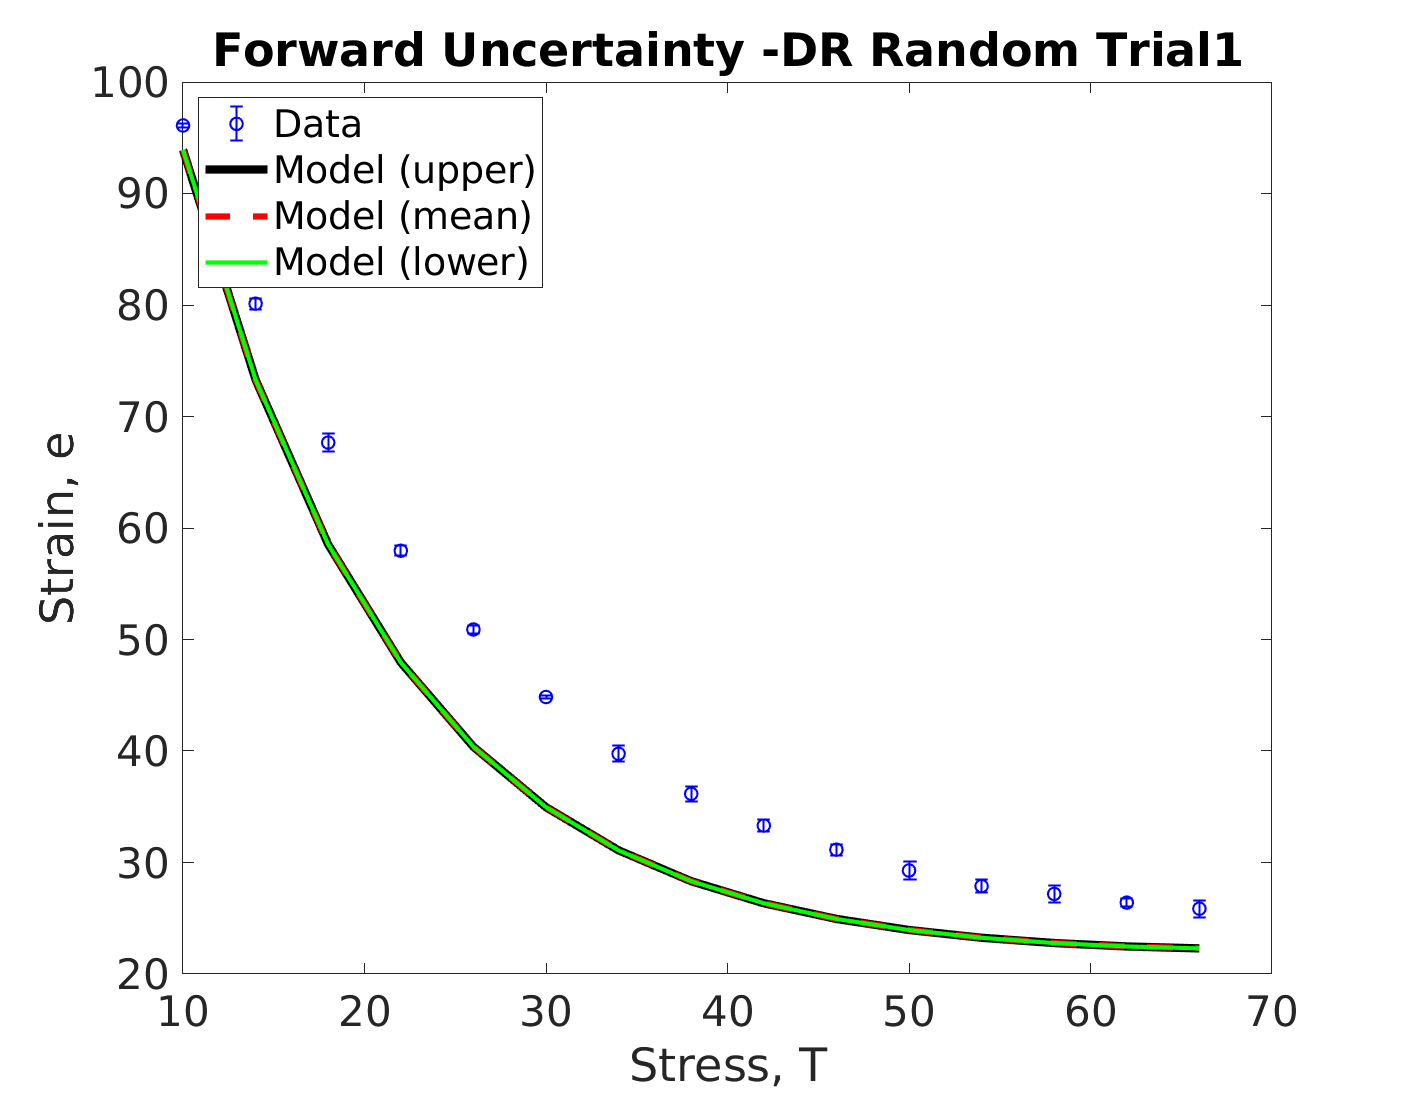 Forward Uncertainty -DR Random Trial1
100
90
80
70
60
50
40
30
20
Strain, e
Data
Model (upper)
Model (mean)
Model (lower)
10 20 30 40 50 60 70
Stress, T